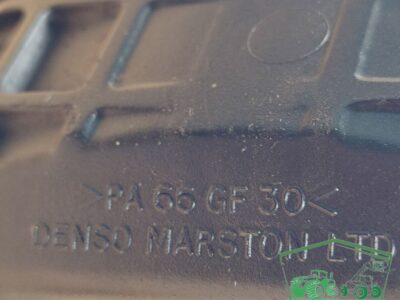 >PA 66 GF 30<
DENSO MARSTON LTD